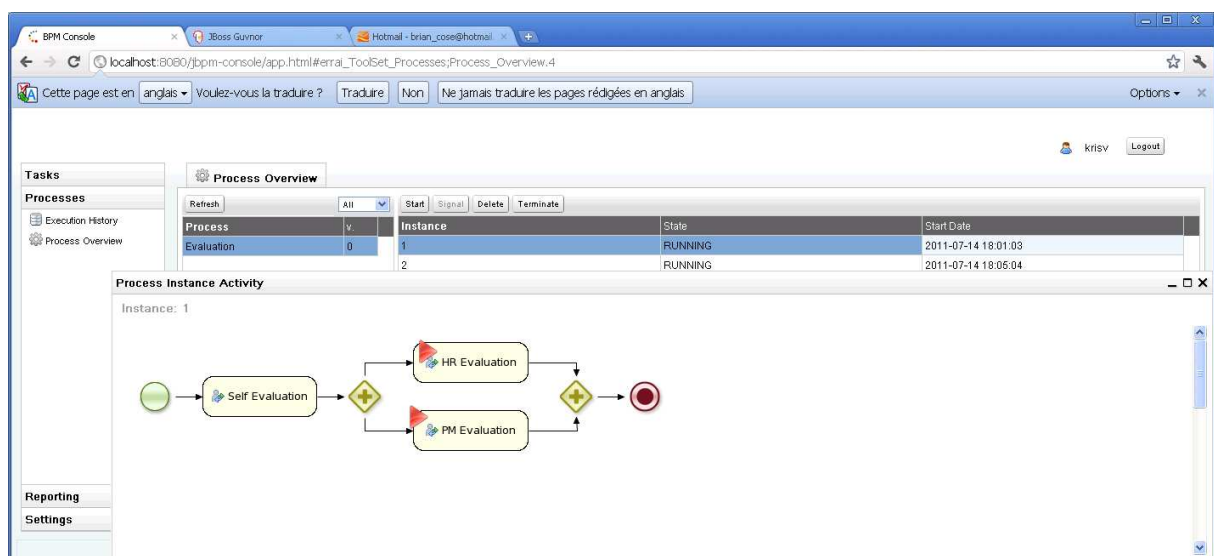 BPM Console
JBoss Guvnor
Hotmail - brian_cose@hotmail.
localhost:8080/jbpm-console/app.html#errai_ToolSet_Processes;Process_Overview.4
Cette page est en anglais Voulez-vous la traduire ? Traduire Non Ne jamais traduire les pages rédigées en anglais Options
krisv Logout
Tasks
Processes
Execution History
Process Overview
Reporting
Settings
Process Overview
Refresh All
Process v.
Evaluation 0
Start Signal Delete Terminate
Instance State Start Date
1 RUNNING 2011-07-14 18:01:03
2 RUNNING 2011-07-14 18:05:04
Process Instance Activity
Instance: 1
Self Evaluation
HR Evaluation
PM Evaluation